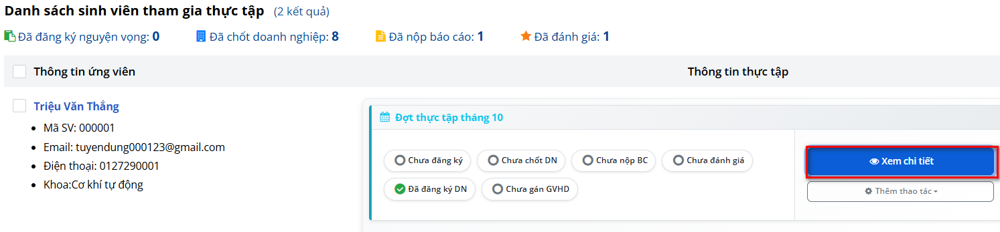 Danh sách sinh viên tham gia thực tập (2 kết quả)
Đã đăng ký nguyện vọng: 0 Đã chốt doanh nghiệp: 8 Đã nộp báo cáo: 1 Đã đánh giá: 1
Thông tin ứng viên Thông tin thực tập
Triệu Văn Thắng
Mã SV: 000001
Email: tuyendung000123@gmail.com
Điện thoại: 0127290001
Khoa:Cơ khí tự động
Đợt thực tập tháng 10
Chưa đăng ký Chưa chốt DN Chưa nộp BC Chưa đánh giá
Đã đăng ký DN Chưa gán GVHD
Xem chi tiết
Thêm thao tác